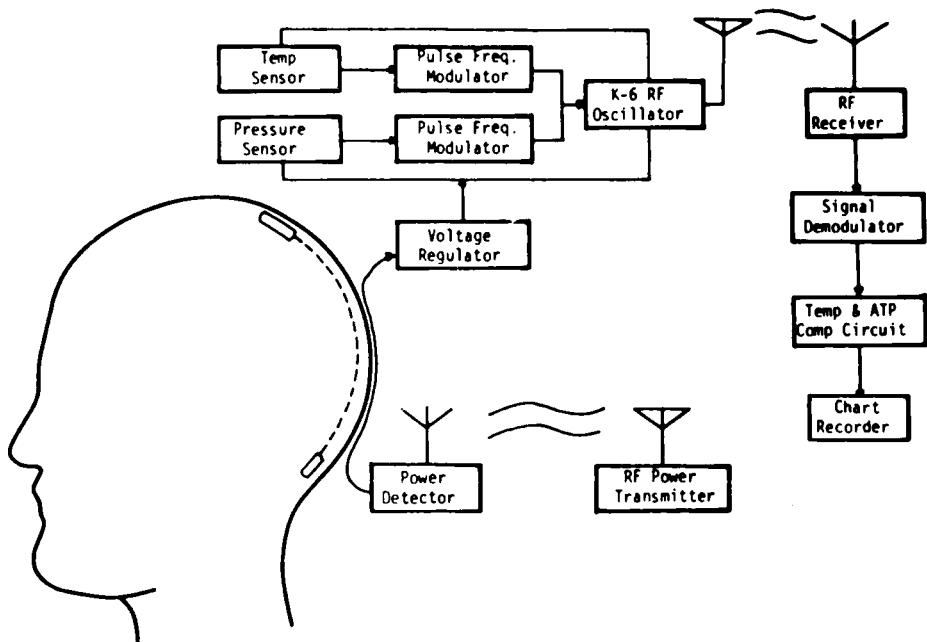 Temp
Sensor
Pulse Freq.
Modulator
K-6 RF
Oscillator
Pressure
Sensor
Pulse Freq.
Modulator
RF
Receiver
Voltage
Regulator
Signal
Demodulator
Temp & ATP
Comp Circuit
Chart
Recorder
Power
Detector
RF Power
Transmitter